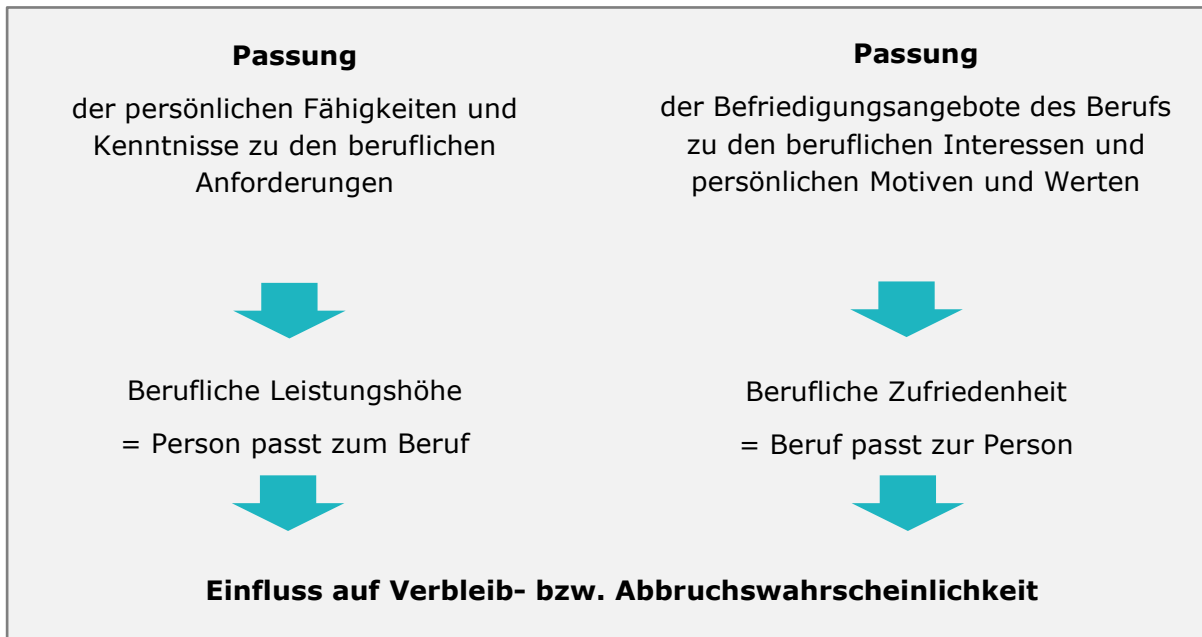 Passung
der persönlichen Fähigkeiten und
Kenntnisse zu den beruflichen
Anforderungen
Passung
der Befriedigungsangebote des Berufs
zu den beruflichen Interessen und
persönlichen Motiven und Werten
Berufliche Leistungshöhe
= Person passt zum Beruf
Berufliche Zufriedenheit
= Beruf passt zur Person
Einfluss auf Verbleib- bzw. Abbruchswahrscheinlichkeit